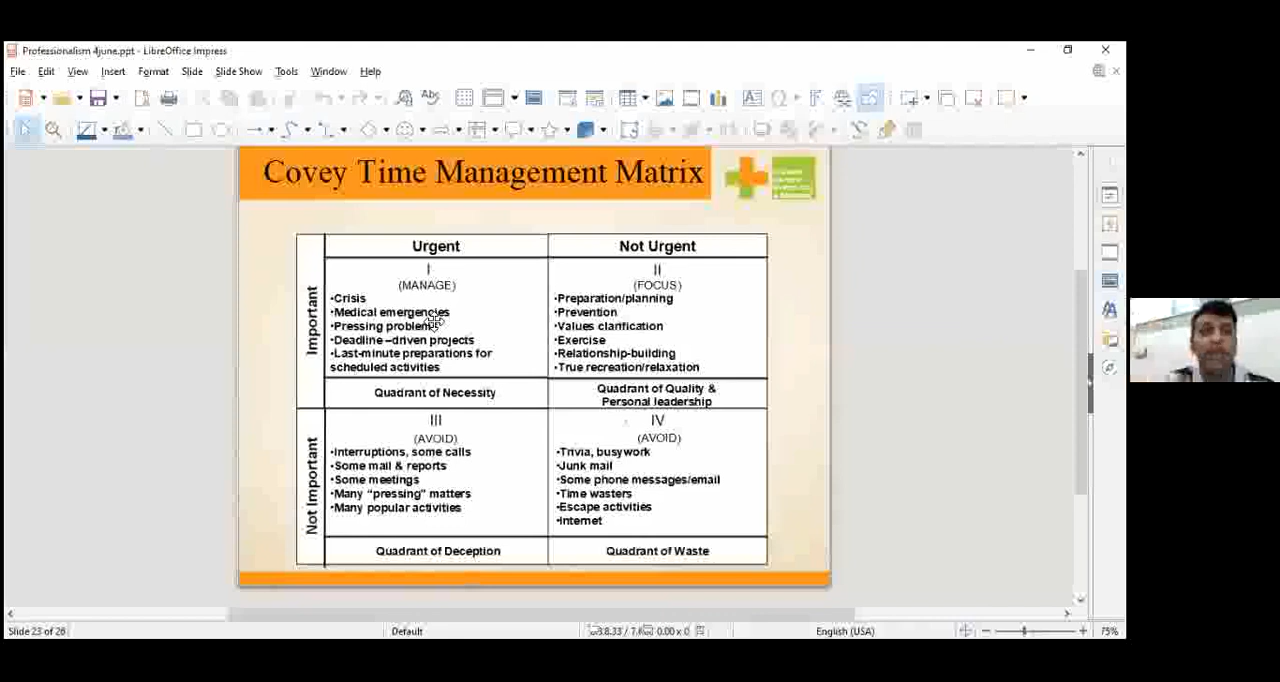 Professionalism 4june.ppt - LibreOffice Impress
File Edit View Insert Format Slide Slide Show Tools Window Help
Covey Time Management Matrix
Urgent
Not Urgent
Important
I
(MANAGE)
•Crisis
•Medical emergencies
•Pressing problems
•Deadline –driven projects
•Last-minute preparations for
scheduled activities
Quadrant of Necessity
II
(FOCUS)
•Preparation/planning
•Prevention
•Values clarification
•Exercise
•Relationship-building
•True recreation/relaxation
Quadrant of Quality &
Personal leadership
Not Important
III
(AVOID)
•Interruptions, some calls
•Some mail & reports
•Some meetings
•Many “pressing” matters
•Many popular activities
Quadrant of Deception
IV
(AVOID)
•Trivia, busywork
•Junk mail
•Some phone messages/email
•Time wasters
•Escape activities
•Internet
Quadrant of Waste
Slide 23 of 26
Default
0.00 x 0
English (USA)
75%